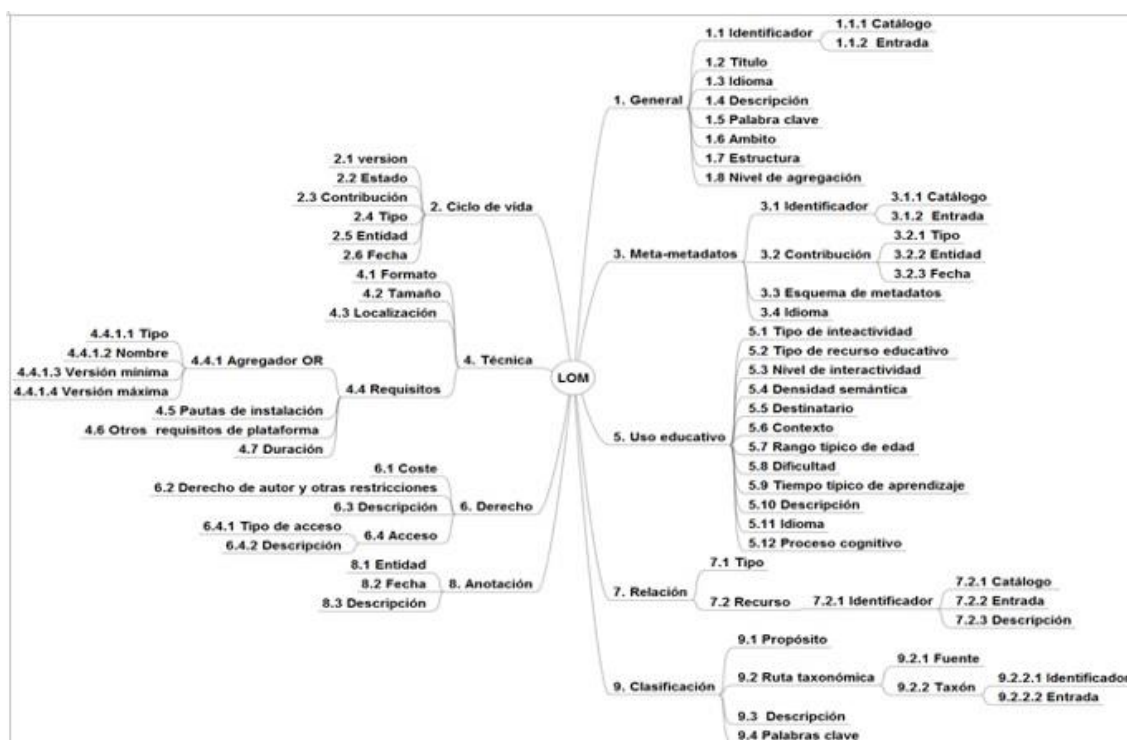 LOM
1. General
1.1 Identificador
1.1.1 Catálogo
1.1.2 Entrada
1.2 Título
1.3 Idioma
1.4 Descripción
1.5 Palabra clave
1.6 Ambito
1.7 Estructura
1.8 Nivel de agregación
2. Ciclo de vida
2.1 version
2.2 Estado
2.3 Contribución
2.4 Tipo
2.5 Entidad
2.6 Fecha
3. Meta-metadatos
3.1 Identificador
3.1.1 Catálogo
3.1.2 Entrada
3.2 Contribución
3.2.1 Tipo
3.2.2 Entidad
3.2.3 Fecha
3.3 Esquema de metadatos
3.4 Idioma
4. Técnica
4.1 Formato
4.2 Tamaño
4.3 Localización
4.4 Requisitos
4.4.1 Agregador OR
4.4.1.1 Tipo
4.4.1.2 Nombre
4.4.1.3 Versión mínima
4.4.1.4 Versión máxima
4.5 Pautas de instalación
4.6 Otros requisitos de plataforma
4.7 Duración
5. Uso educativo
5.1 Tipo de inteactividad
5.2 Tipo de recurso educativo
5.3 Nivel de interactividad
5.4 Densidad semántica
5.5 Destinatario
5.6 Contexto
5.7 Rango típico de edad
5.8 Dificultad
5.9 Tiempo típico de aprendizaje
5.10 Descripción
5.11 Idioma
5.12 Proceso cognitivo
6. Derecho
6.1 Coste
6.2 Derecho de autor y otras restricciones
6.3 Descripción
6.4 Acceso
6.4.1 Tipo de acceso
6.4.2 Descripción
7. Relación
7.1 Tipo
7.2 Recurso
7.2.1 Identificador
7.2.1 Catálogo
7.2.2 Entrada
7.2.3 Descripción
8. Anotación
8.1 Entidad
8.2 Fecha
8.3 Descripción
9. Clasificación
9.1 Propósito
9.2 Ruta taxonómica
9.2.1 Fuente
9.2.2 Taxón
9.2.2.1 Identificador
9.2.2.2 Entrada
9.3 Descripción
9.4 Palabras clave